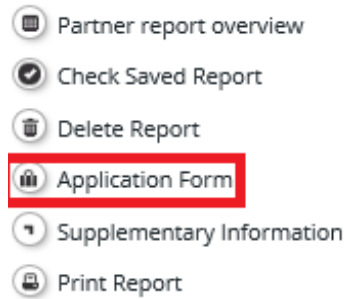 Partner report overview
Check Saved Report
Delete Report
Application Form
Supplementary Information
Print Report